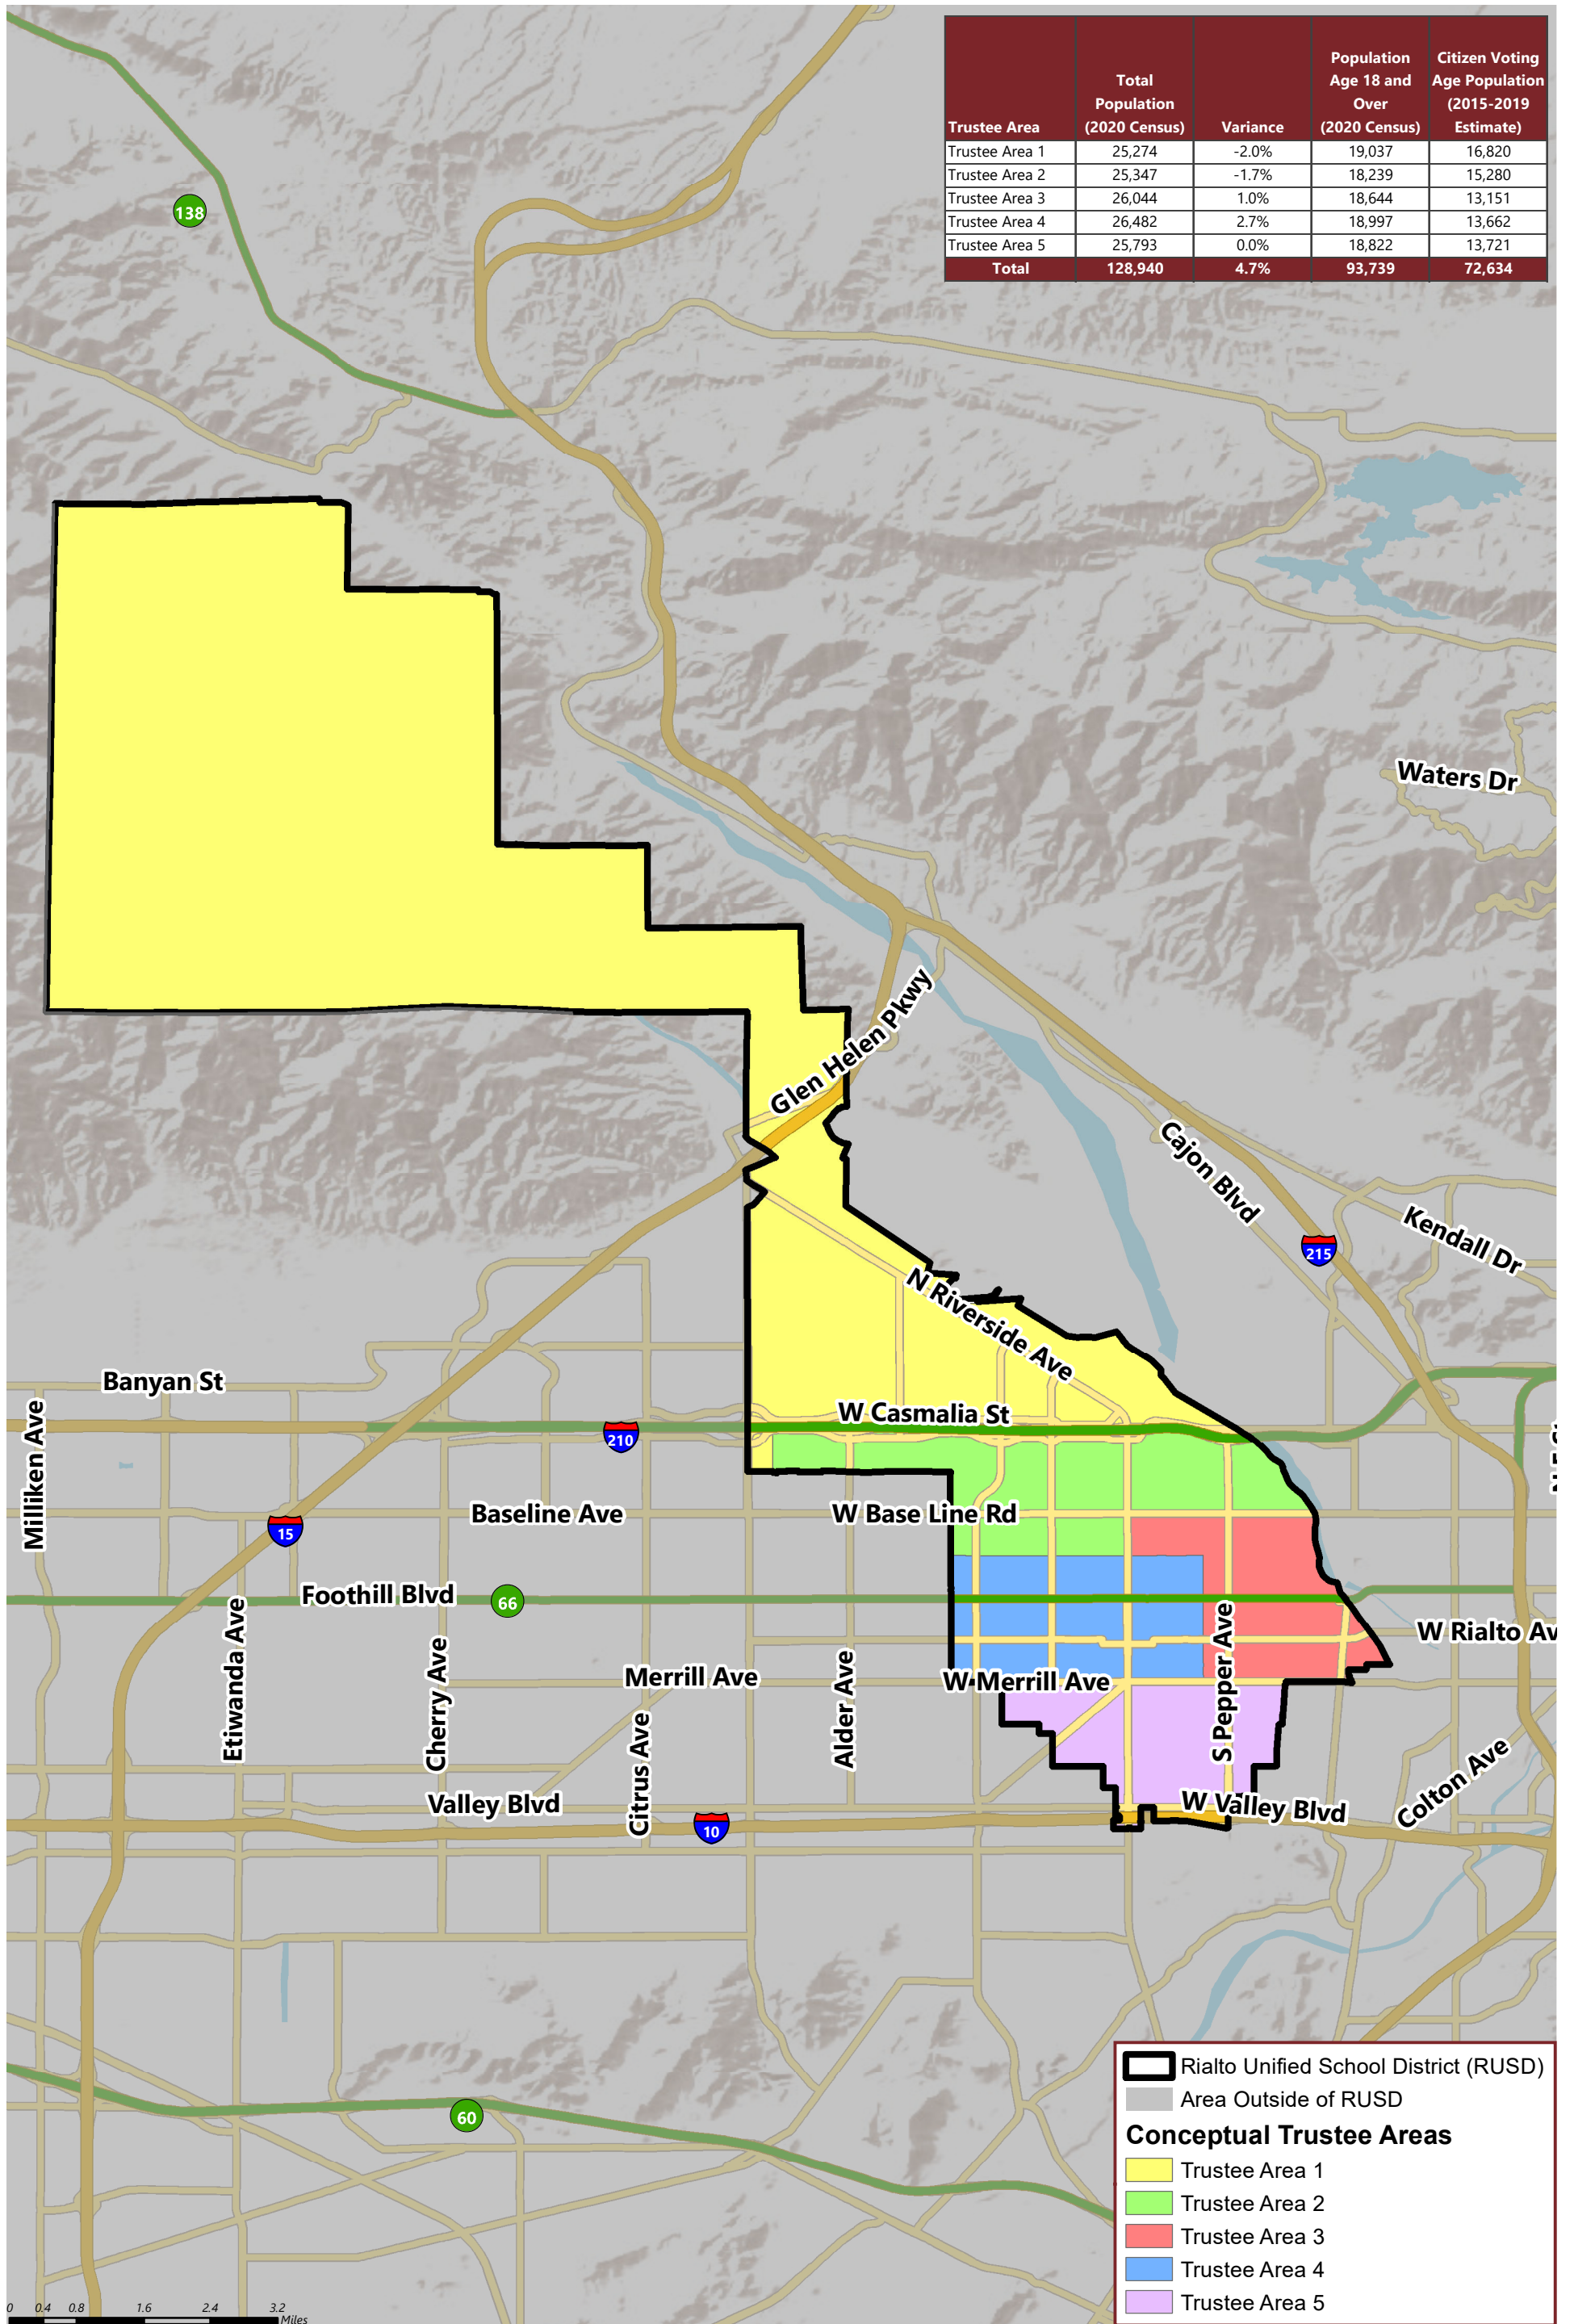 Trustee Area
Total Population (2020 Census)
Variance
Population Age 18 and Over (2020 Census)
Citizen Voting Age Population (2015-2019 Estimate)
Trustee Area 1 25,274 -2.0% 19,037 16,820
Trustee Area 2 25,347 -1.7% 18,239 15,280
Trustee Area 3 26,044 1.0% 18,644 13,151
Trustee Area 4 26,482 2.7% 18,997 13,662
Trustee Area 5 25,793 0.0% 18,822 13,721
Total 128,940 4.7% 93,739 72,634
138
Waters Dr
Glen Helen Pkwy
Cajon Blvd
Kendall Dr
215
N Riverside Ave
Banyan St
W Casmalia St
210
Milliken Ave
Baseline Ave
W Base Line Rd
15
Foothill Blvd
66
Etiwanda Ave
Cherry Ave
Merrill Ave
Citrus Ave
Alder Ave
W Merrill Ave
S Pepper Ave
W Rialto Av
Valley Blvd
10
W Valley Blvd
Colton Ave
60
Rialto Unified School District (RUSD)
Area Outside of RUSD
Conceptual Trustee Areas
Trustee Area 1
Trustee Area 2
Trustee Area 3
Trustee Area 4
Trustee Area 5
0 0.4 0.8 1.6 2.4 3.2
Miles